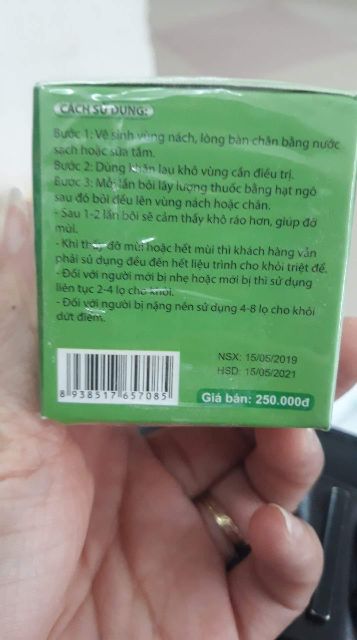 CÁCH SỬ DỤNG:
Bước 1: Vệ sinh vùng nách, lòng bàn chân bằng nước
sạch hoặc sữa tắm.
Bước 2: Dùng khăn lau khô vùng cần điều trị.
Bước 3: Mỗi lần bôi lấy lượng thuốc bằng hạt ngô
sau đó bôi đều lên vùng nách hoặc chân.
- Sau 1-2 lần bôi sẽ cảm thấy khô ráo hơn, giúp đỡ
mùi.
- Khi thấy đỡ mùi hoặc hết mùi thì khách hàng vẫn
phải sử dụng đều đến hết liệu trình cho khỏi triệt để.
- Đối với người mới bị nhẹ hoặc mới bị thì sử dụng
liên tục 2-4 lọ cho khỏi.
- Đối với người bị nặng nên sử dụng 4-8 lọ cho khỏi
dứt điểm.
NSX: 15/05/2019
HSD: 15/05/2021
8 938517 657085
Giá bán: 250.000đ